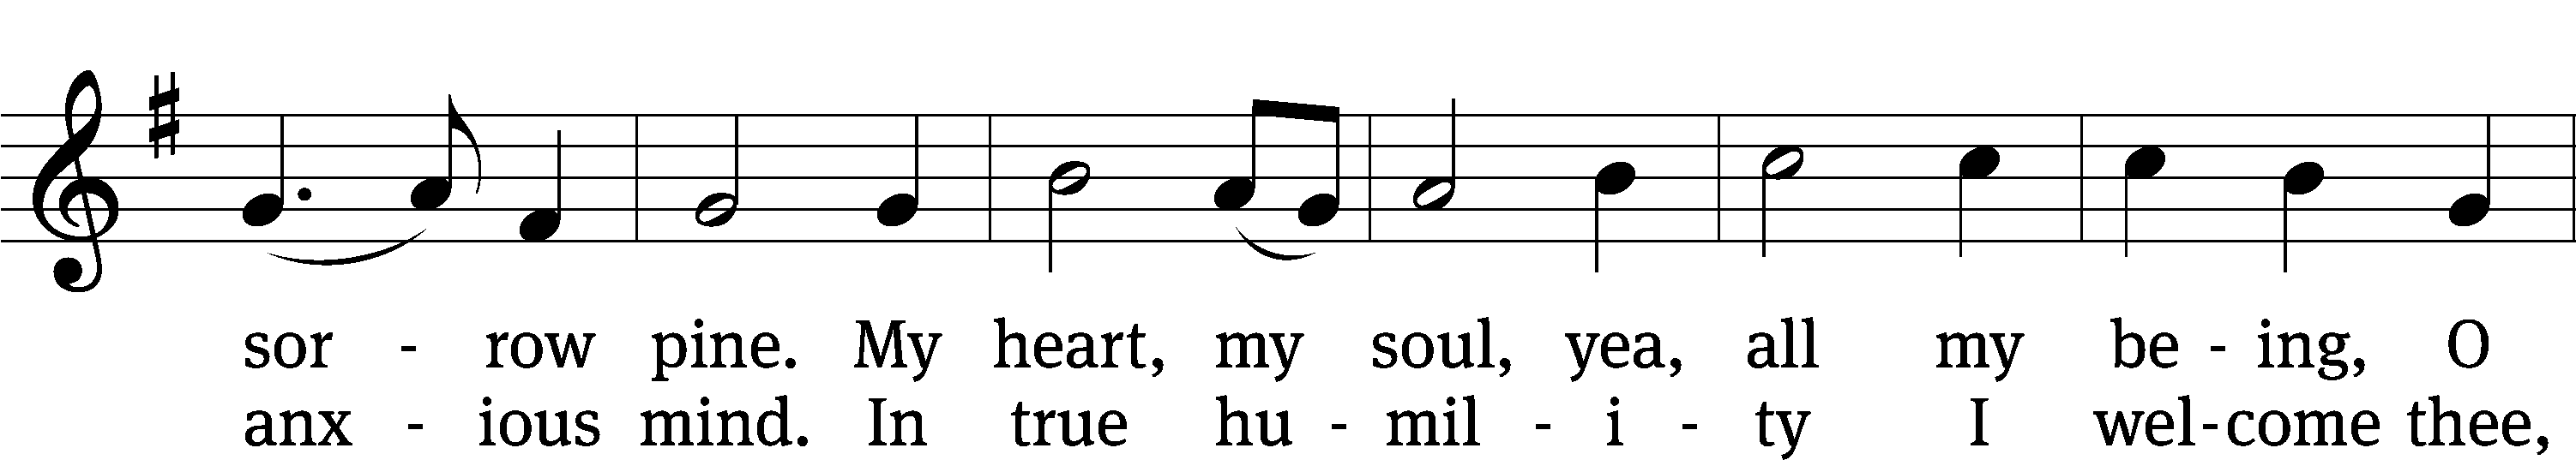 sor - row pine. My heart, my soul, yea, all my be - ing, O
anx - ious mind. In true hu - mil - i - ty I wel - come thee,